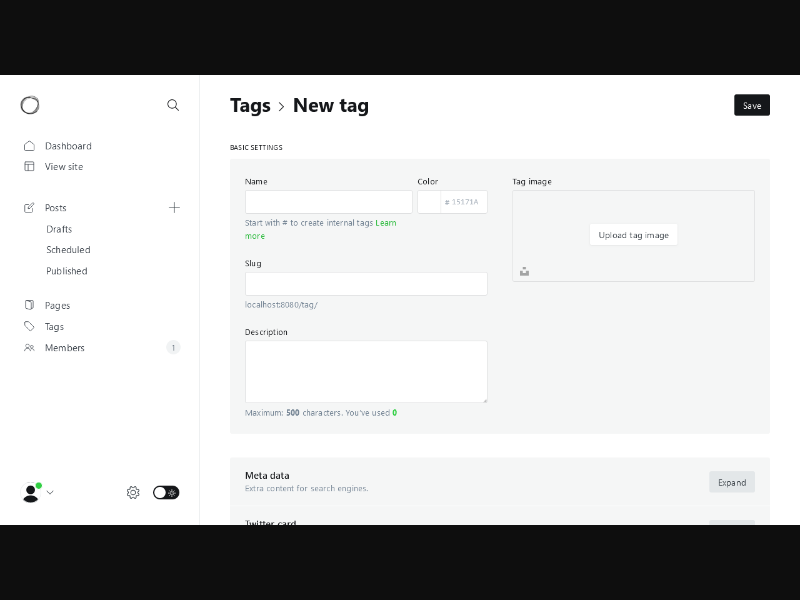 Tags > New tag
Save
Dashboard
View site
Posts
Drafts
Scheduled
Published
Pages
Tags
Members
1
BASIC SETTINGS
Name
Start with # to create internal tags Learn
more
Color
# 15171A
Slug
localhost:8080/tag/
Description
Maximum: 500 characters. You've used 0
Tag image
Upload tag image
Meta data
Extra content for search engines.
Expand
Twitter card